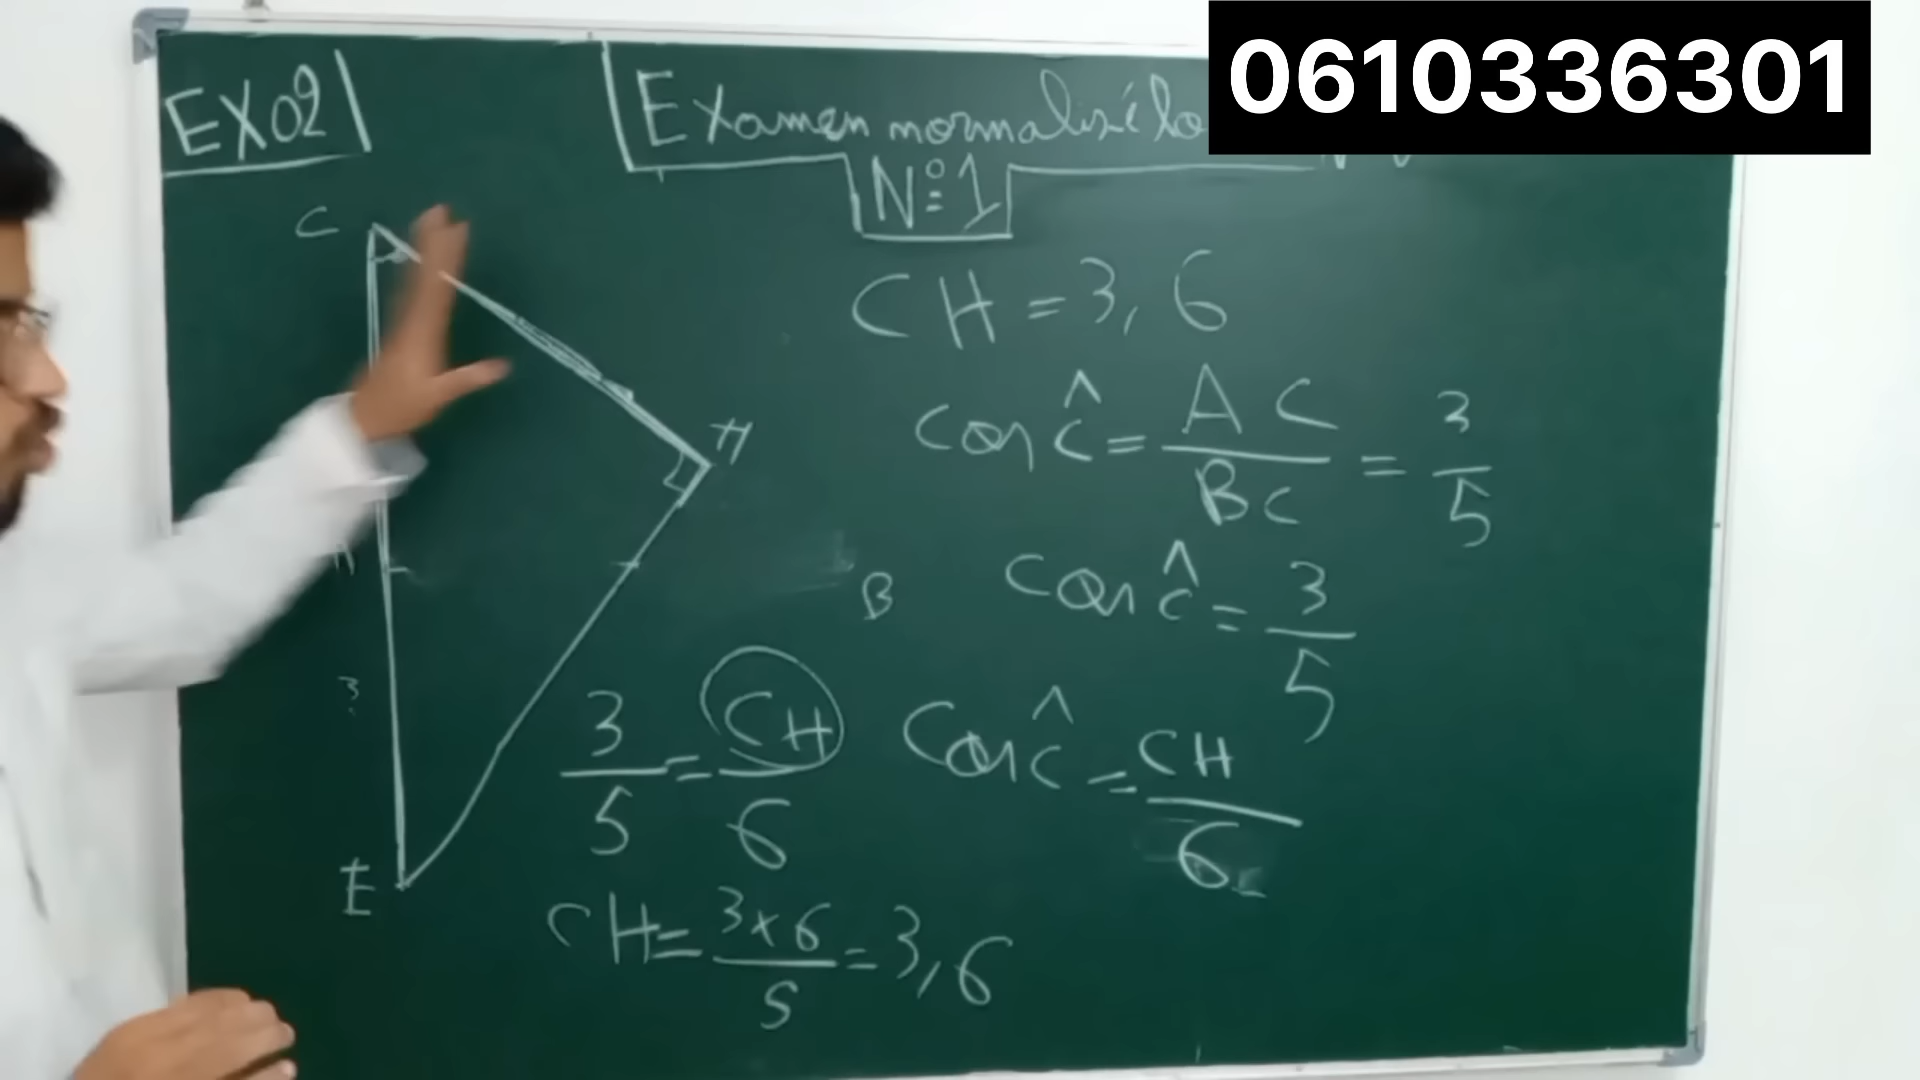 0610336301
EXO2
Examen normalisé lo
N°1
C
CH = 3,6
cos Ĉ = AC/BC = 3/5
H
B
cos Ĉ = 3/5
?
3/5 = CH/6
cos Ĉ = CH/6
E
CH = 3×6/5 = 3,6